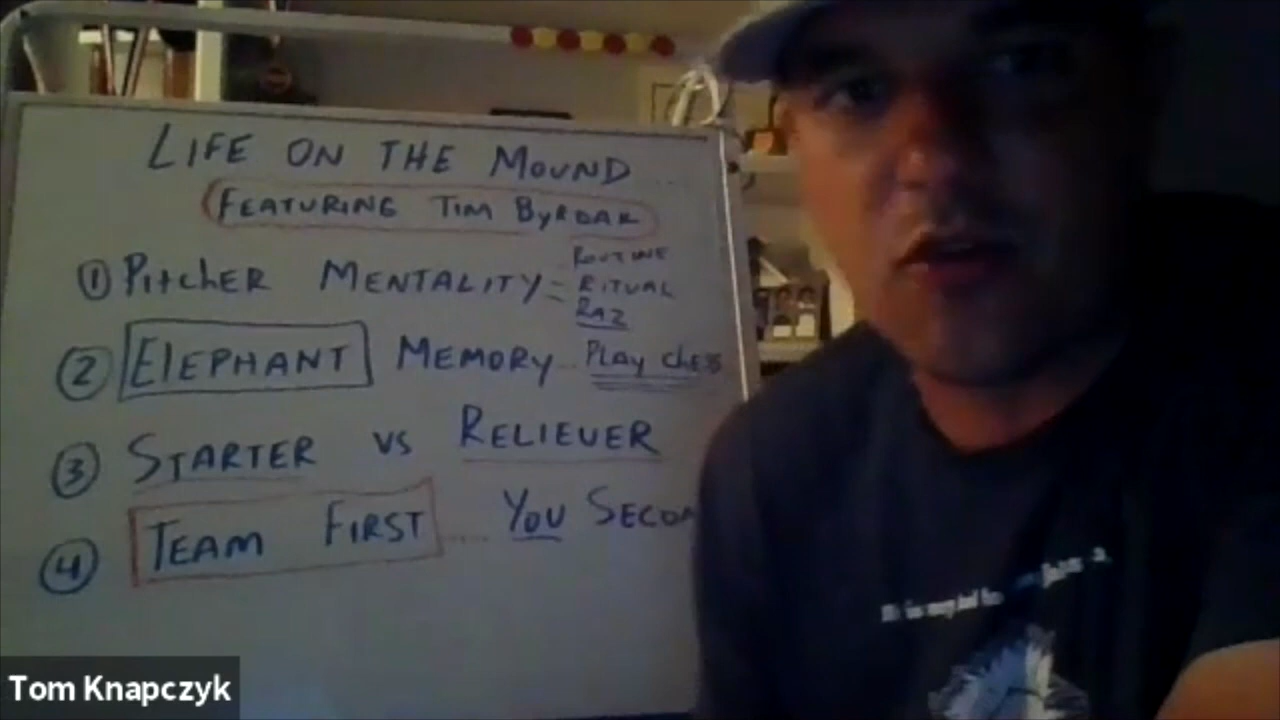 LIFE ON THE MOUND...
FEATURING TIM BYRDAK
① PitcHER MENTALITY =
ROUTINE
RITUAL
RAZ
② ElEPHANT MEMORY... PLay cHESS
③ STARTER VS RELIEVER
④ TEAM FIRST..... YOU SECON
Tom Knapczyk